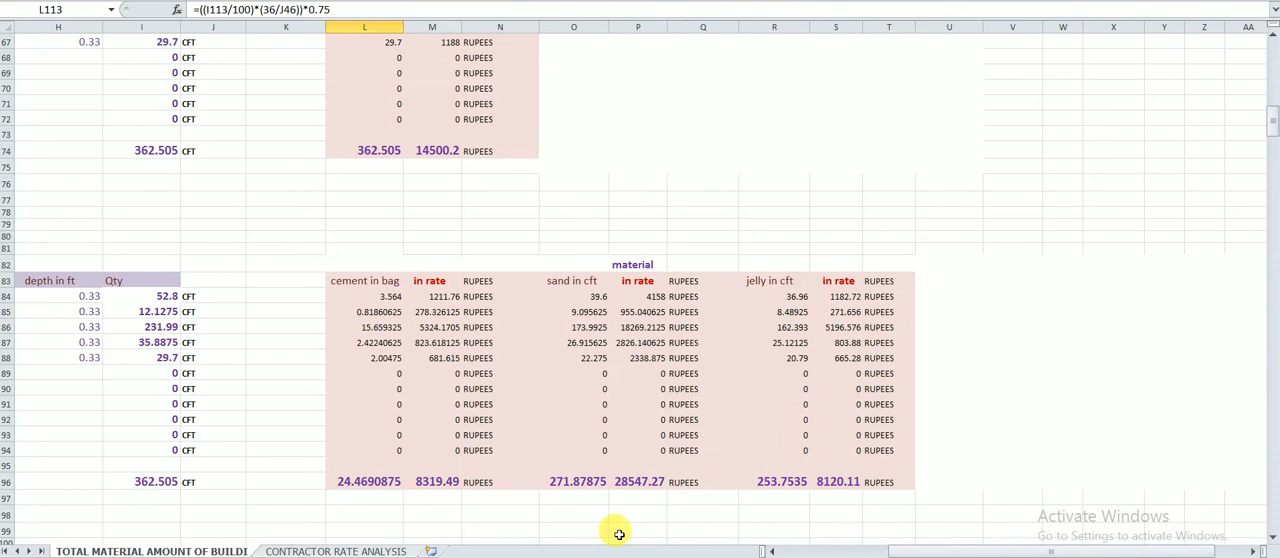 L113 fx =((I113/100)*(36/J46))*0.75
H I J K L M N O P Q R S T U V W X Y Z AA
67 0.33 29.7 CFT 29.7 1188 RUPEES
68 0 CFT 0 0 RUPEES
69 0 CFT 0 0 RUPEES
70 0 CFT 0 0 RUPEES
71 0 CFT 0 0 RUPEES
72 0 CFT 0 0 RUPEES
73
74 362.505 CFT 362.505 14500.2 RUPEES
75
76
77
78
79
80
81
82 material
83 depth in ft Qty cement in bag in rate RUPEES sand in cft in rate RUPEES jelly in cft in rate RUPEES
84 0.33 52.8 CFT 3.564 1211.76 RUPEES 39.6 4158 RUPEES 36.96 1182.72 RUPEES
85 0.33 12.1275 CFT 0.81860625 278.326125 RUPEES 9.095625 955.040625 RUPEES 8.48925 271.656 RUPEES
86 0.33 231.99 CFT 15.659325 5324.1705 RUPEES 173.9925 18269.2125 RUPEES 162.393 5196.576 RUPEES
87 0.33 35.8875 CFT 2.42240625 823.618125 RUPEES 26.915625 2826.140625 RUPEES 25.12125 803.88 RUPEES
88 0.33 29.7 CFT 2.00475 681.615 RUPEES 22.275 2338.875 RUPEES 20.79 665.28 RUPEES
89 0 CFT 0 0 RUPEES 0 0 RUPEES 0 0 RUPEES
90 0 CFT 0 0 RUPEES 0 0 RUPEES 0 0 RUPEES
91 0 CFT 0 0 RUPEES 0 0 RUPEES 0 0 RUPEES
92 0 CFT 0 0 RUPEES 0 0 RUPEES 0 0 RUPEES
93 0 CFT 0 0 RUPEES 0 0 RUPEES 0 0 RUPEES
94 0 CFT 0 0 RUPEES 0 0 RUPEES 0 0 RUPEES
95
96 362.505 CFT 24.4690875 8319.49 RUPEES 271.87875 28547.27 RUPEES 253.7535 8120.11 RUPEES
97
98
99
100
Activate Windows
Go to Settings to activate Windows.
TOTAL MATERIAL AMOUNT OF BUILDI CONTRACTOR RATE ANALYSIS